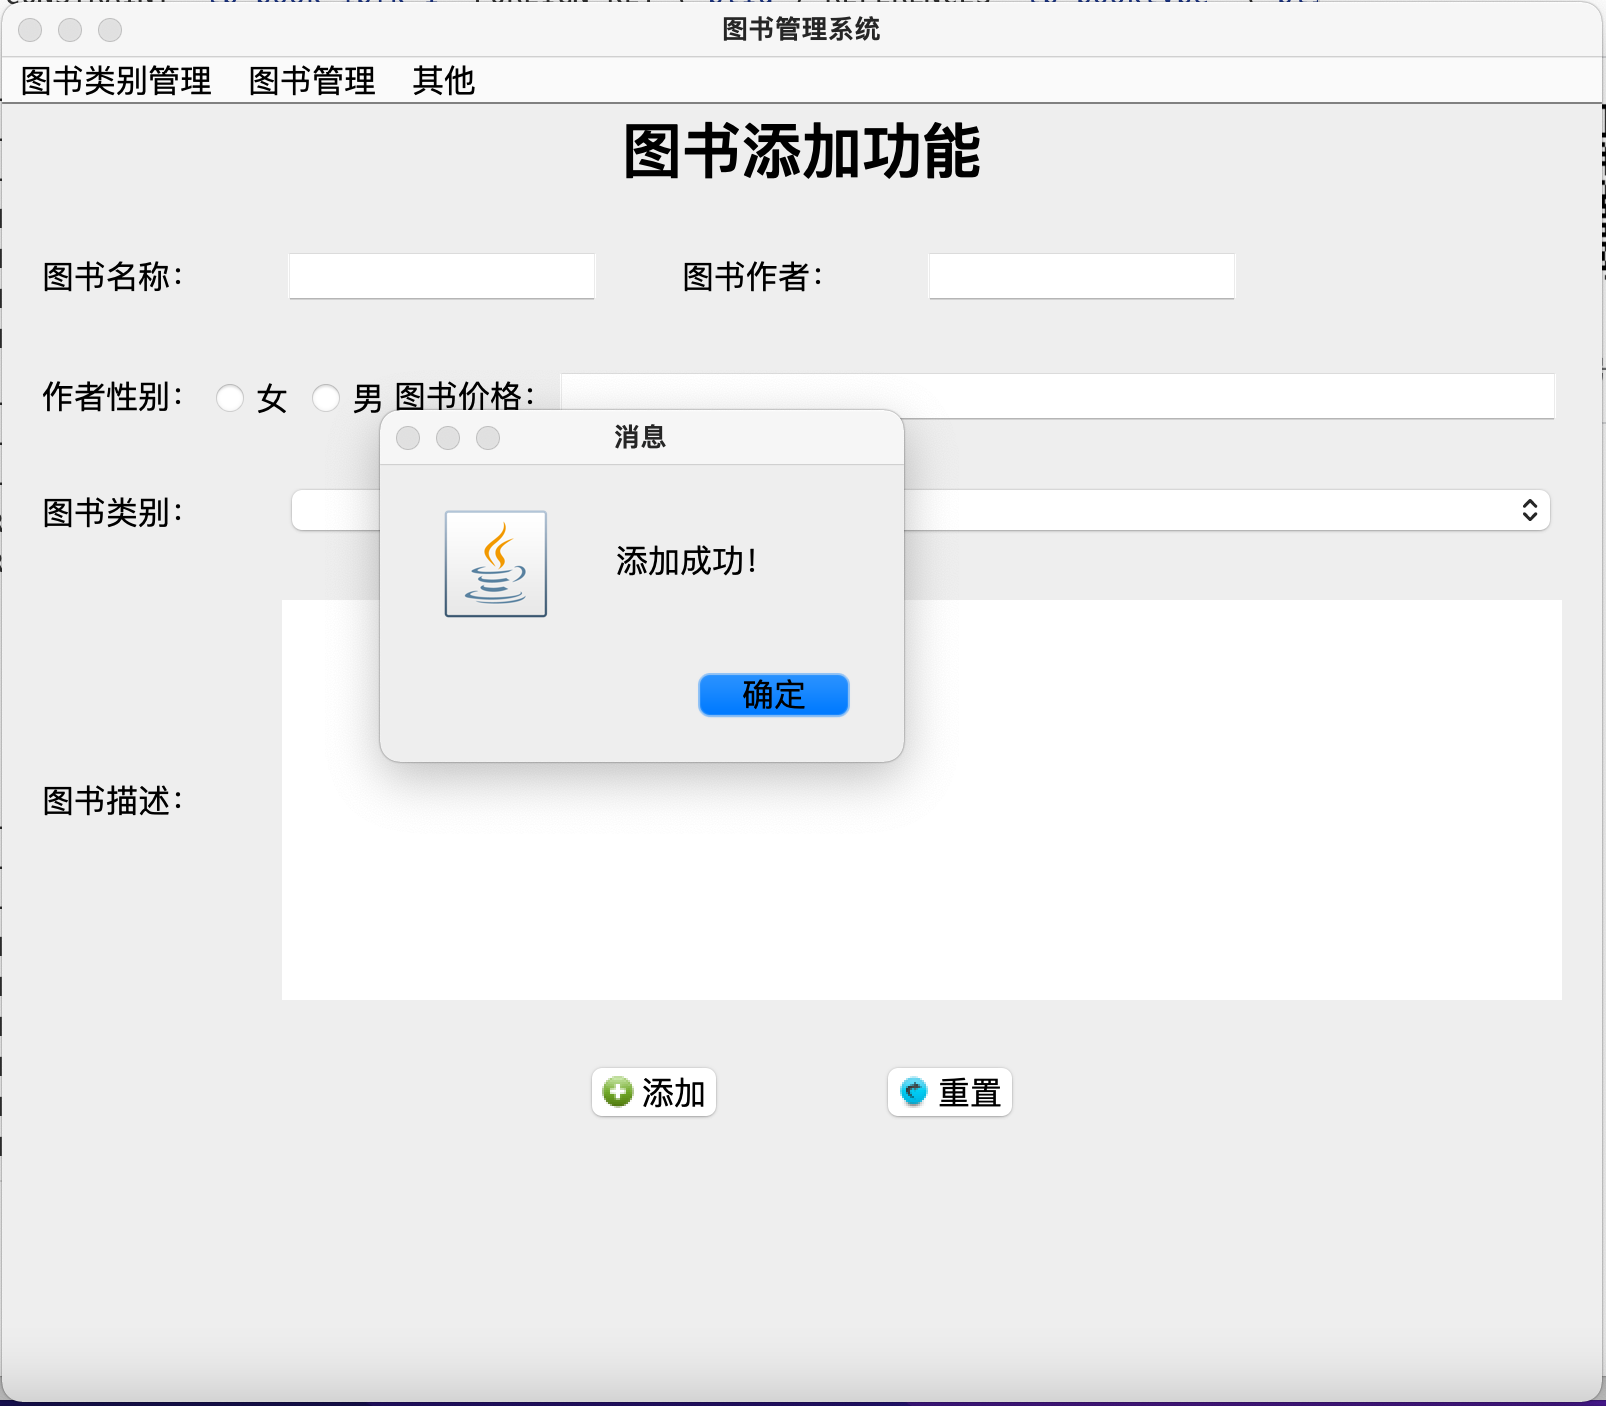 图书管理系统
图书类别管理 图书管理 其他
图书添加功能
图书名称： 图书作者：
作者性别： 女 男 图书价格：
消息
图书类别：
添加成功！
确定
图书描述：
添加 重置